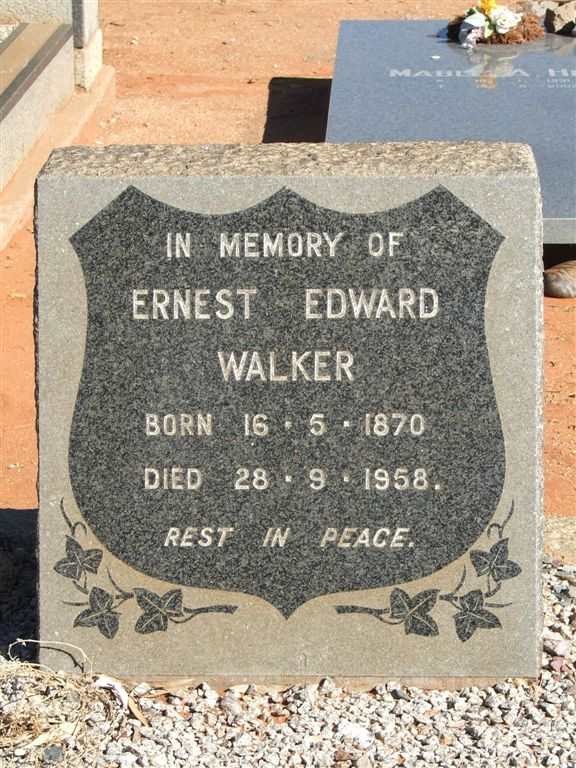 IN MEMORY OF
ERNEST EDWARD
WALKER
BORN 16 · 5 · 1870
DIED 28 · 9 · 1958.
REST IN PEACE.